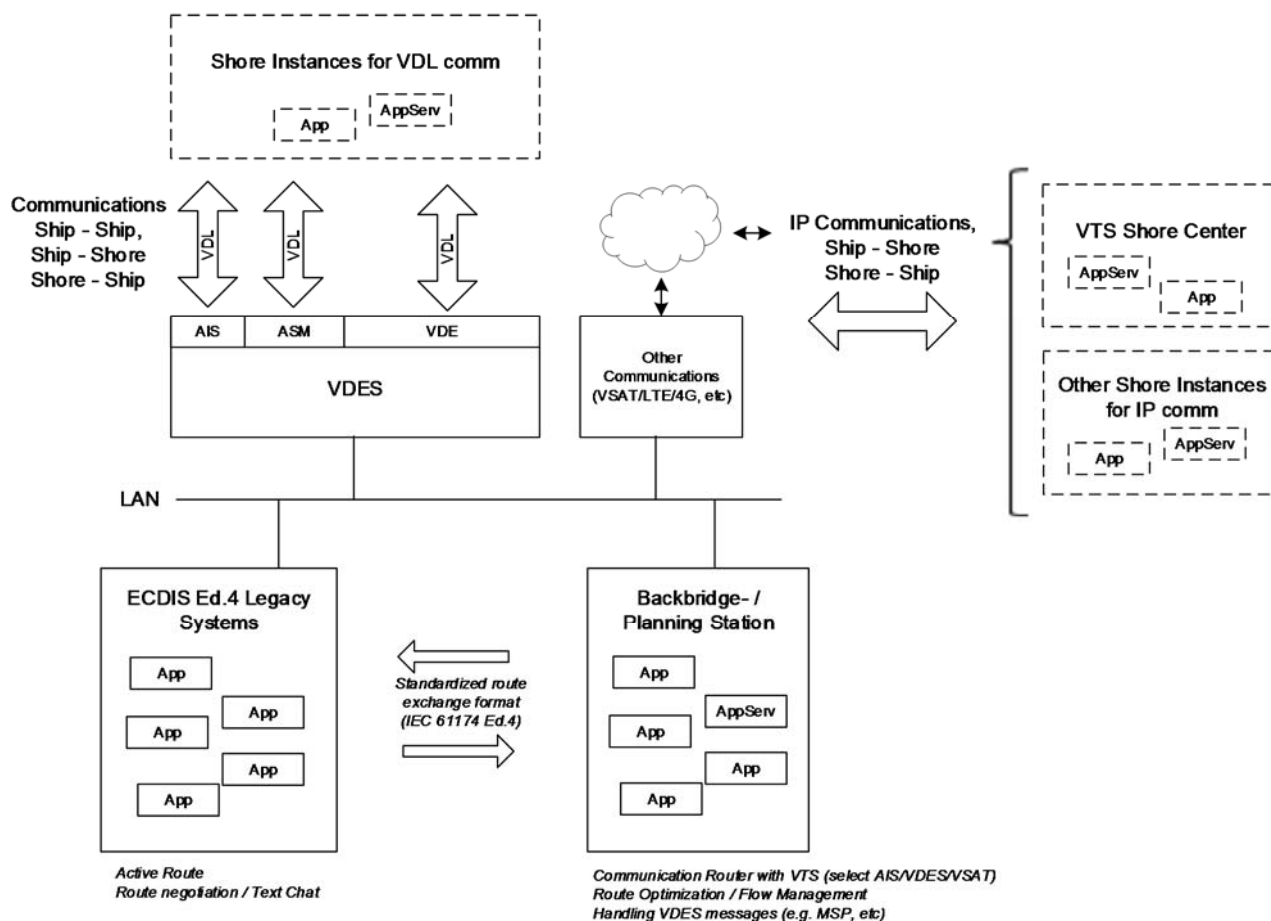 Shore Instances for VDL comm
App
AppServ
Communications
Ship – Ship,
Ship – Shore
Shore – Ship
VDL
VDL
VDL
IP Communications,
Ship – Shore
Shore – Ship
VTS Shore Center
AppServ
App
Other Shore Instances
for IP comm
App
AppServ
AIS
ASM
VDE
VDES
Other
Communications
(VSAT/LTE/4G, etc)
LAN
ECDIS Ed.4 Legacy
Systems
App
App
App
App
App
Standardized route
exchange format
(IEC 61174 Ed.4)
Backbridge- /
Planning Station
App
AppServ
App
App
App
Active Route
Route negotiation / Text Chat
Communication Router with VTS (select AIS/VDES/VSAT)
Route Optimization / Flow Management
Handling VDES messages (e.g. MSP, etc)